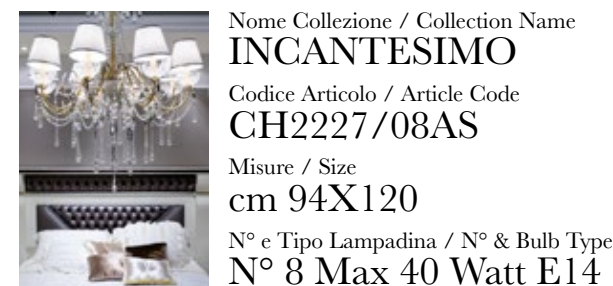 Nome Collezione / Collection Name
INCANTESIMO
Codice Articolo / Article Code
CH2227/08AS
Misure / Size
cm 94X120
N° e Tipo Lampadina / N° & Bulb Type
N° 8 Max 40 Watt E14